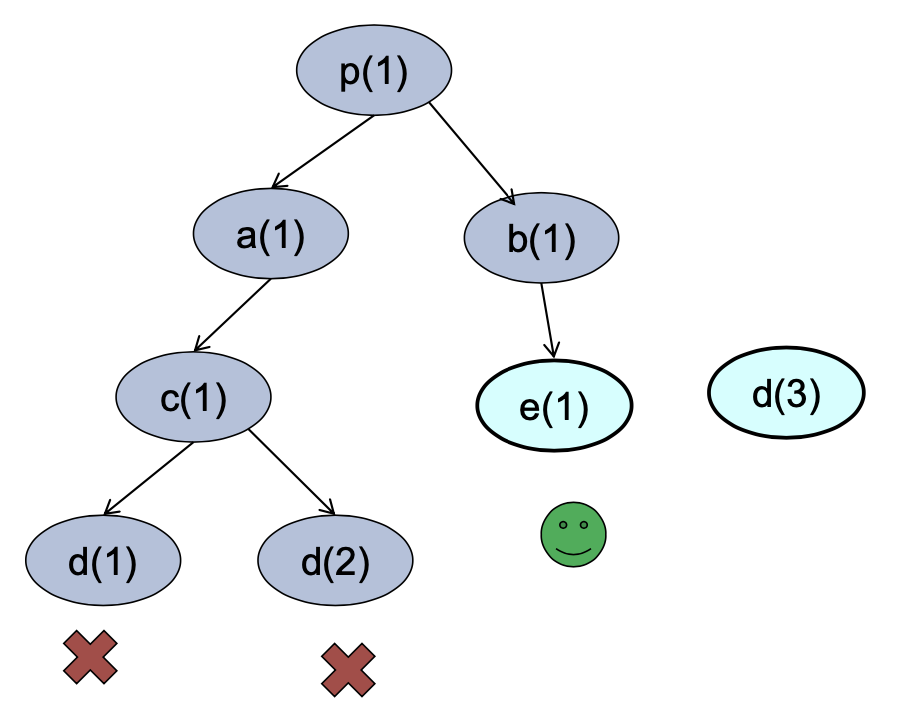 p(1)
a(1)
b(1)
c(1)
e(1)
d(3)
d(1)
d(2)